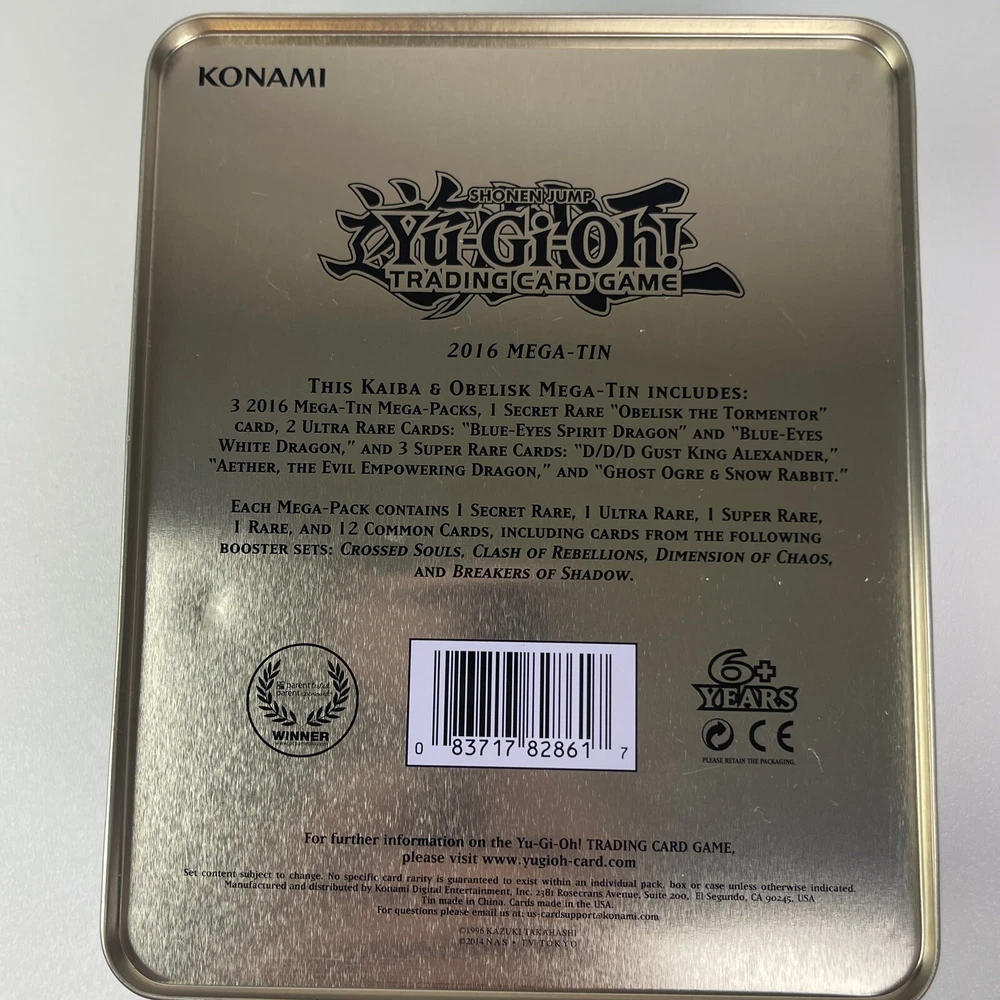 KONAMI
SHONEN JUMP
Yu-Gi-Oh!
TRADING CARD GAME
2016 MEGA-TIN
THIS KAIBA & OBELISK MEGA-TIN INCLUDES:
3 2016 MEGA-TIN MEGA-PACKS, 1 SECRET RARE "OBELISK THE TORMENTOR"
CARD, 2 ULTRA RARE CARDS: "BLUE-EYES SPIRIT DRAGON" AND "BLUE-EYES
WHITE DRAGON," AND 3 SUPER RARE CARDS: "D/D/D GUST KING ALEXANDER,"
"AETHER, THE EVIL EMPOWERING DRAGON," AND "GHOST OGRE & SNOW RABBIT."
EACH MEGA-PACK CONTAINS 1 SECRET RARE, 1 ULTRA RARE, 1 SUPER RARE,
1 RARE, AND 12 COMMON CARDS, INCLUDING CARDS FROM THE FOLLOWING
BOOSTER SETS: CROSSED SOULS, CLASH OF REBELLIONS, DIMENSION OF CHAOS,
AND BREAKERS OF SHADOW.
WINNER
0 83717 82861 7
6+
YEARS
CE
PLEASE RETAIN THE PACKAGING.
For further information on the Yu-Gi-Oh! TRADING CARD GAME,
please visit www.yugioh-card.com
Set content subject to change. No specific card rarity is guaranteed to exist within an individual pack, box or case unless otherwise indicated.
Manufactured and distributed by Konami Digital Entertainment, Inc. 2381 Rosecrans Avenue, Suite 200, El Segundo, CA 90245, USA
Tin made in China. Cards made in the USA.
For questions please email us at: us-cardsupport@konami.com
©1996 KAZUKI TAKAHASHI
©2014 NAS • TV TOKYO